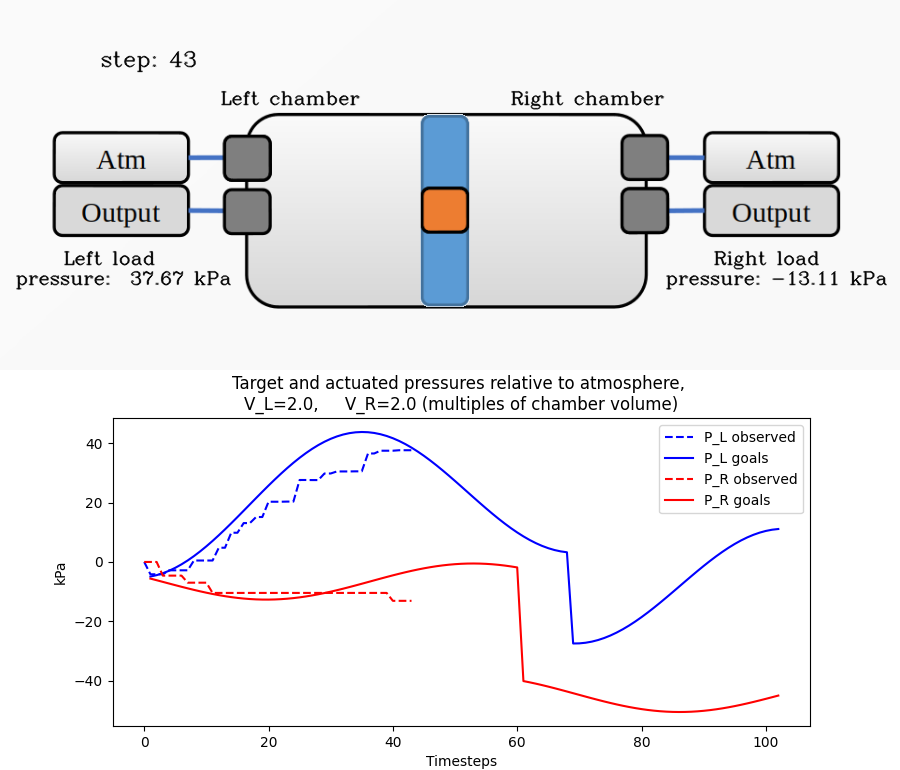 step: 43
Left chamber
Right chamber
Atm
Atm
Output
Output
Left load
pressure: 37.67 kPa
Right load
pressure: −13.11 kPa
Target and actuated pressures relative to atmosphere,
V_L=2.0, V_R=2.0 (multiples of chamber volume)
P_L observed
P_L goals
P_R observed
P_R goals
kPa
40
20
0
−20
−40
0 20 40 60 80 100
Timesteps